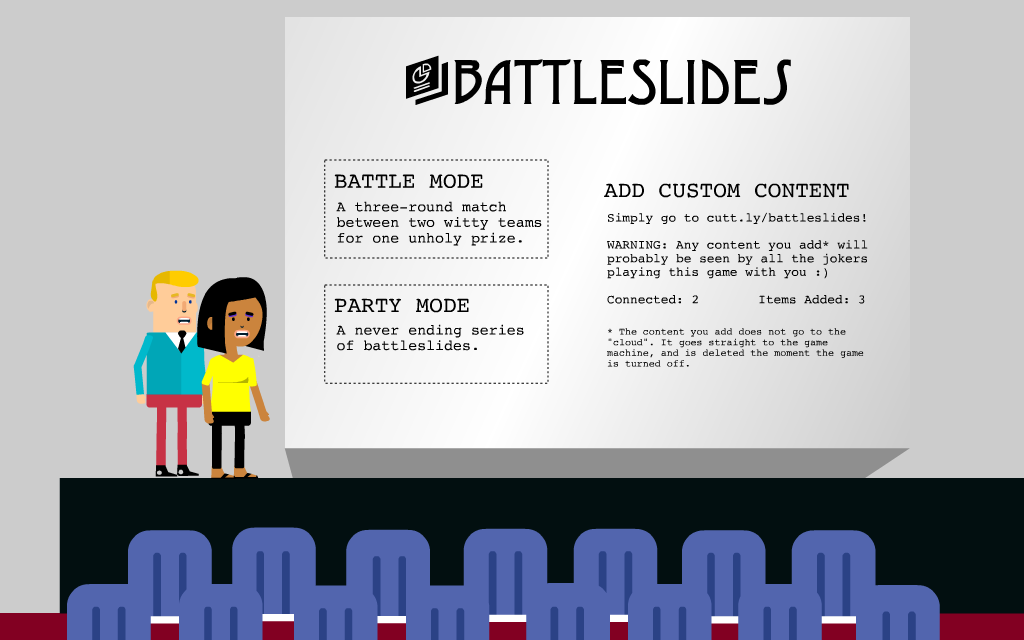 BATTLESLIDES
BATTLE MODE
A three-round match
between two witty teams
for one unholy prize.
PARTY MODE
A never ending series
of battleslides.
ADD CUSTOM CONTENT
Simply go to cutt.ly/battleslides!
WARNING: Any content you add* will
probably be seen by all the jokers
playing this game with you :)
Connected: 2 Items Added: 3
* The content you add does not go to the
"cloud". It goes straight to the game
machine, and is deleted the moment the game
is turned off.